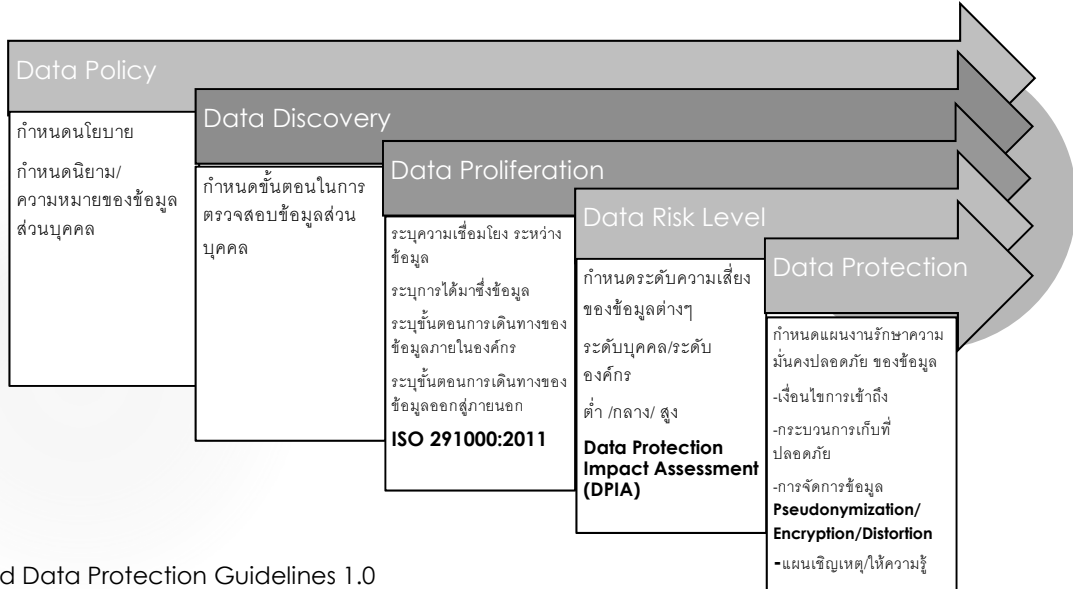 Data Policy
กำหนดนโยบาย
กำหนดนิยาม/
ความหมายของข้อมูล
ส่วนบุคคล
Data Discovery
กำหนดขั้นตอนในการ
ตรวจสอบข้อมูลส่วน
บุคคล
Data Proliferation
ระบุความเชื่อมโยง ระหว่าง
ข้อมูล
ระบุการได้มาซึ่งข้อมูล
ระบุขั้นตอนการเดินทางของ
ข้อมูลภายในองค์กร
ระบุขั้นตอนการเดินทางของ
ข้อมูลออกสู่ภายนอก
ISO 291000:2011
Data Risk Level
กำหนดระดับความเสี่ยง
ของข้อมูลต่างๆ
ระดับบุคคล/ระดับ
องค์กร
ต่ำ /กลาง/ สูง
Data Protection
Impact Assessment
(DPIA)
Data Protection
กำหนดแผนงานรักษาความ
มั่นคงปลอดภัย ของข้อมูล
-เงื่อนไขการเข้าถึง
-กระบวนการเก็บที่
ปลอดภัย
-การจัดการข้อมูล
Pseudonymization/
Encryption/Distortion
-แผนเชิญเหตุ/ให้ความรู้
d Data Protection Guidelines 1.0